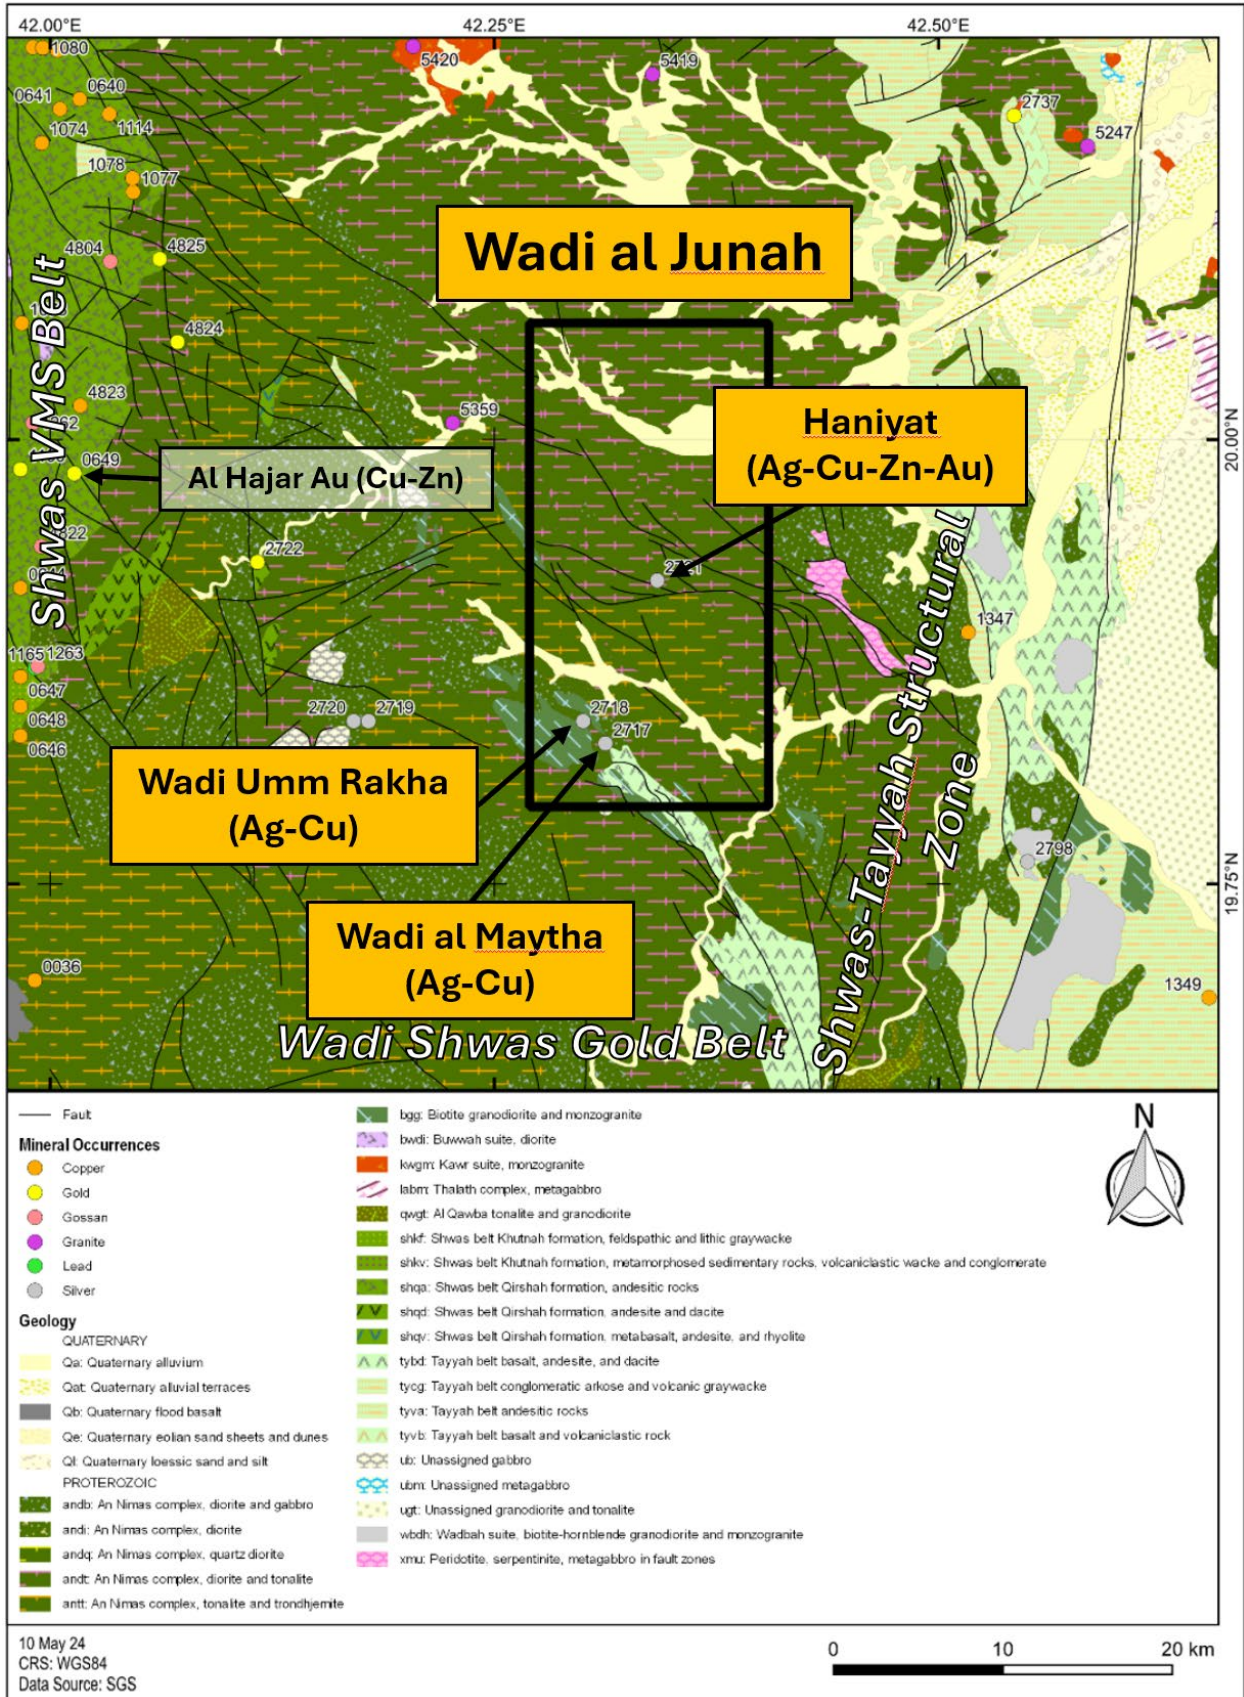 42.00°E
42.25°E
42.50°E
1080
5420
5419
0641
0640
2737
1074
1114
5247
1078
1077
Wadi al Junah
4804
4825
4824
Shwas VMS Belt
4823
5359
Haniyat
(Ag-Cu-Zn-Au)
20.00°N
0649
Al Hajar Au (Cu-Zn)
2722
1347
1165
1263
0647
2720
2719
2718
0648
2717
0646
Wadi Umm Rakha
(Ag-Cu)
Shwas-Tayyah Structural
Zone
2798
19.75°N
Wadi al Maytha
(Ag-Cu)
0036
1349
Wadi Shwas Gold Belt
Fault
Mineral Occurrences
Copper
Gold
Gossan
Granite
Lead
Silver
Geology
QUATERNARY
Qa: Quaternary alluvium
Qat: Quaternary alluvial terraces
Qb: Quaternary flood basalt
Qe: Quaternary eolian sand sheets and dunes
Ql: Quaternary loessic sand and silt
PROTEROZOIC
andb: An Nimas complex, diorite and gabbro
andi: An Nimas complex, diorite
andq: An Nimas complex, quartz diorite
andt: An Nimas complex, diorite and tonalite
antt: An Nimas complex, tonalite and trondhjemite
bgg: Biotite granodiorite and monzogranite
bwdi: Buwwah suite, diorite
kwgm: Kawr suite, monzogranite
labm: Thalath complex, metagabbro
qwgt: Al Qawba tonalite and granodiorite
shkf: Shwas belt Khutnah formation, feldspathic and lithic graywacke
shkv: Shwas belt Khutnah formation, metamorphosed sedimentary rocks, volcaniclastic wacke and conglomerate
shqa: Shwas belt Qirshah formation, andesitic rocks
shqd: Shwas belt Qirshah formation, andesite and dacite
shqv: Shwas belt Qirshah formation, metabasalt, andesite, and rhyolite
tybd: Tayyah belt basalt, andesite, and dacite
tycg: Tayyah belt conglomeratic arkose and volcanic graywacke
tyva: Tayyah belt andesitic rocks
tyvb: Tayyah belt basalt and volcaniclastic rock
ub: Unassigned gabbro
ubm: Unassigned metagabbro
ugt: Unassigned granodiorite and tonalite
wbdh: Wadbah suite, biotite-hornblende granodiorite and monzogranite
xmu: Peridotite, serpentinite, metagabbro in fault zones
N
10 May 24
CRS: WGS84
Data Source: SGS
0
10
20 km